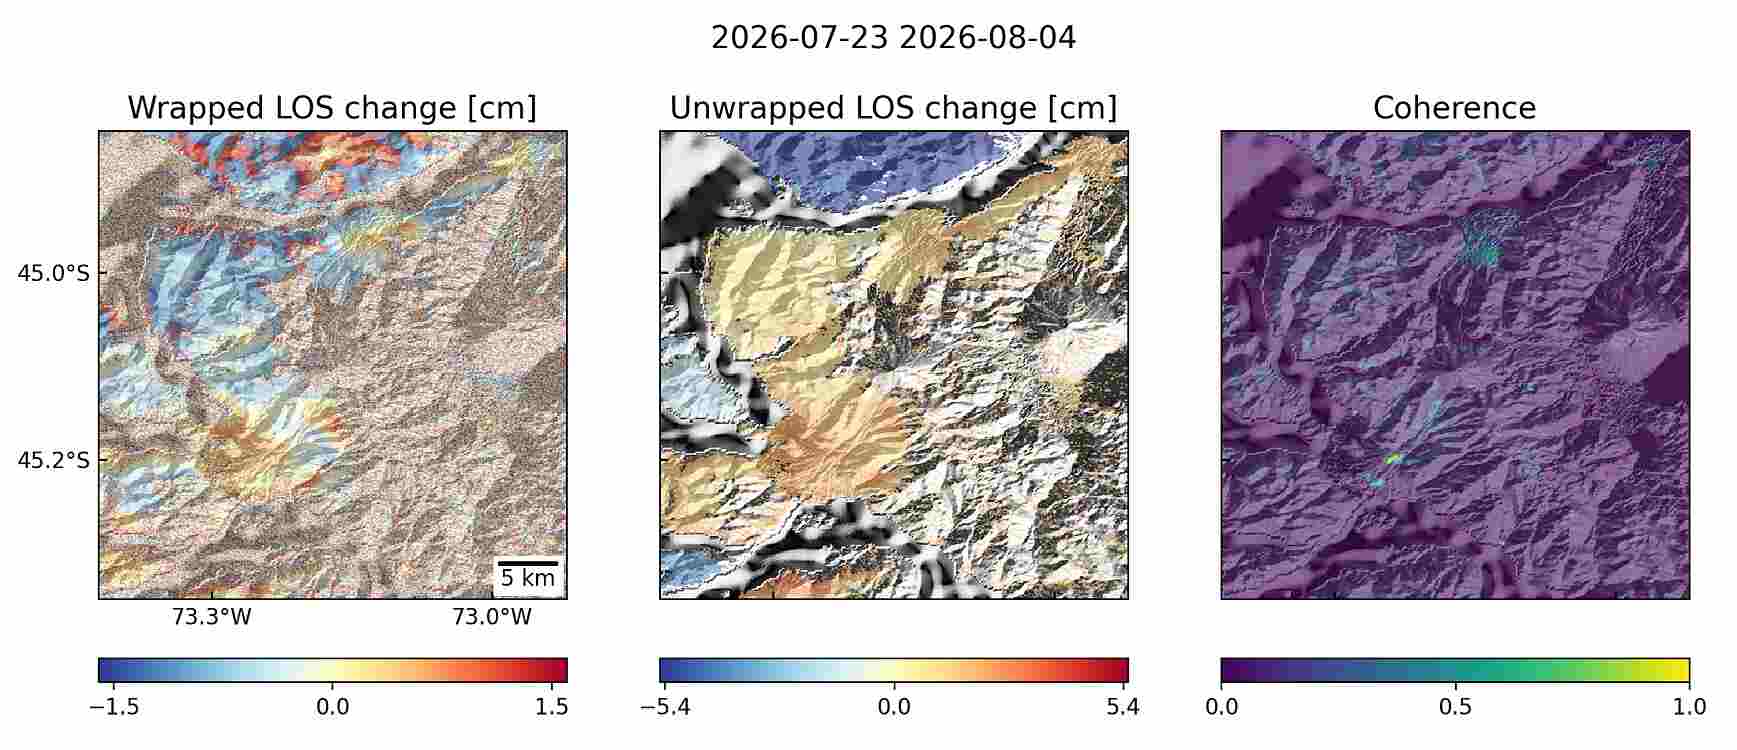 2026-07-23 2026-08-04
Wrapped LOS change [cm]
Unwrapped LOS change [cm]
Coherence
45.0°S
45.2°S
5 km
73.3°W
73.0°W
−1.5
0.0
1.5
−5.4
0.0
5.4
0.0
0.5
1.0